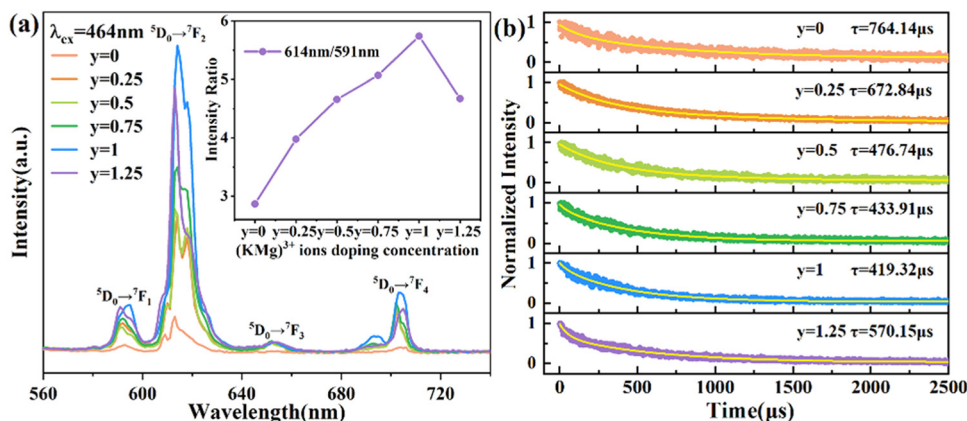 (a)
λex=464nm
y=0
y=0.25
y=0.5
y=0.75
y=1
y=1.25
⁵D₀→⁷F₂
⁵D₀→⁷F₁
⁵D₀→⁷F₃
⁵D₀→⁷F₄
Intensity(a.u.)
560 600 640 680 720
Wavelength(nm)
614nm/591nm
Intensity Ratio
6
5
4
3
y=0 y=0.25 y=0.5 y=0.75 y=1 y=1.25
(KMg)³⁺ ions doping concentration
(b)
Normalized Intensity
1
0
y=0 τ=764.14μs
1
0
y=0.25 τ=672.84μs
1
0
y=0.5 τ=476.74μs
1
0
y=0.75 τ=433.91μs
1
0
y=1 τ=419.32μs
1
0
y=1.25 τ=570.15μs
0 500 1000 1500 2000 2500
Time(μs)